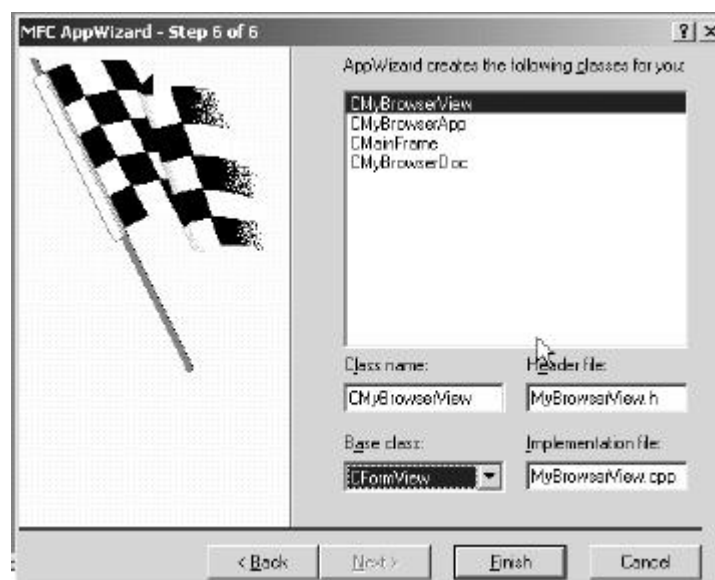 MFC AppWizard - Step 6 of 6
AppWizard creates the following classes for you:
CMyBrowserView
CMyBrowserApp
CMainFrame
CMyBrowserDoc
Class name:
Header file:
CMyBrowserView
MyBrowserView.h
Base class:
Implementation file:
CFormView
MyBrowserView.cpp
< Back
Next >
Finish
Cancel